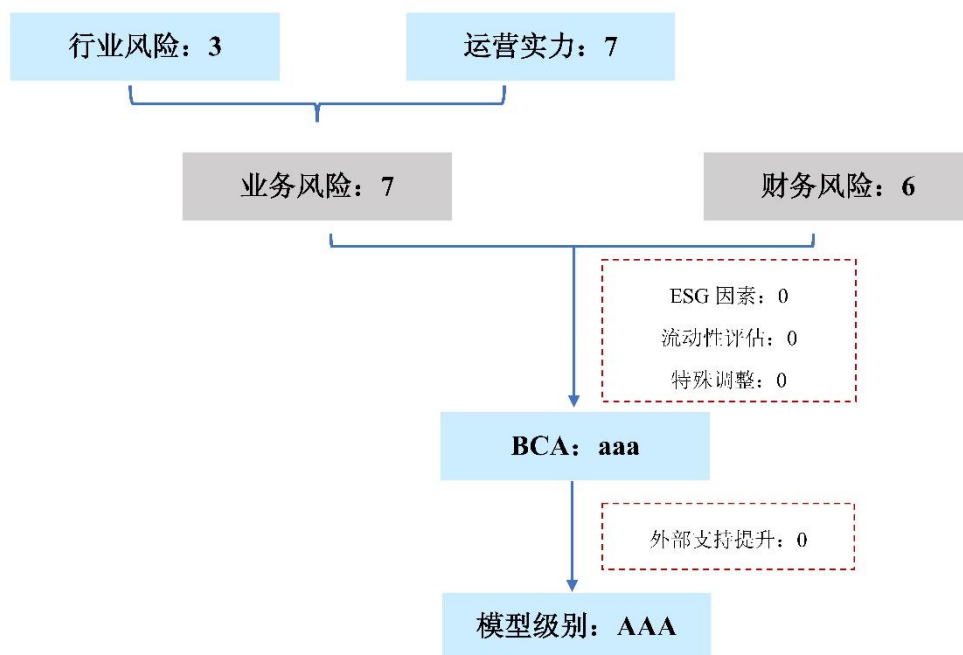 行业风险：3
运营实力：7
业务风险：7
财务风险：6
ESG 因素：0
流动性评估：0
特殊调整：0
BCA：aaa
外部支持提升：0
模型级别：AAA